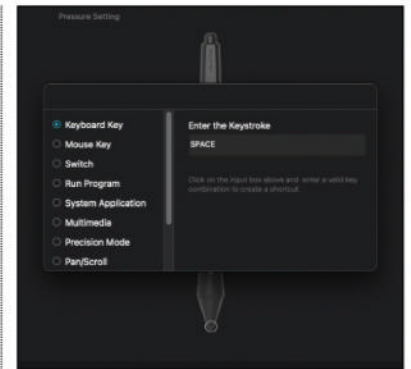 Pressure Setting
Keyboard Key
Mouse Key
Switch
Run Program
System Application
Multimedia
Precision Mode
Pan/Scroll
Enter the Keystroke
SPACE
Click on the input box above and enter a valid key
combination to create a shortcut